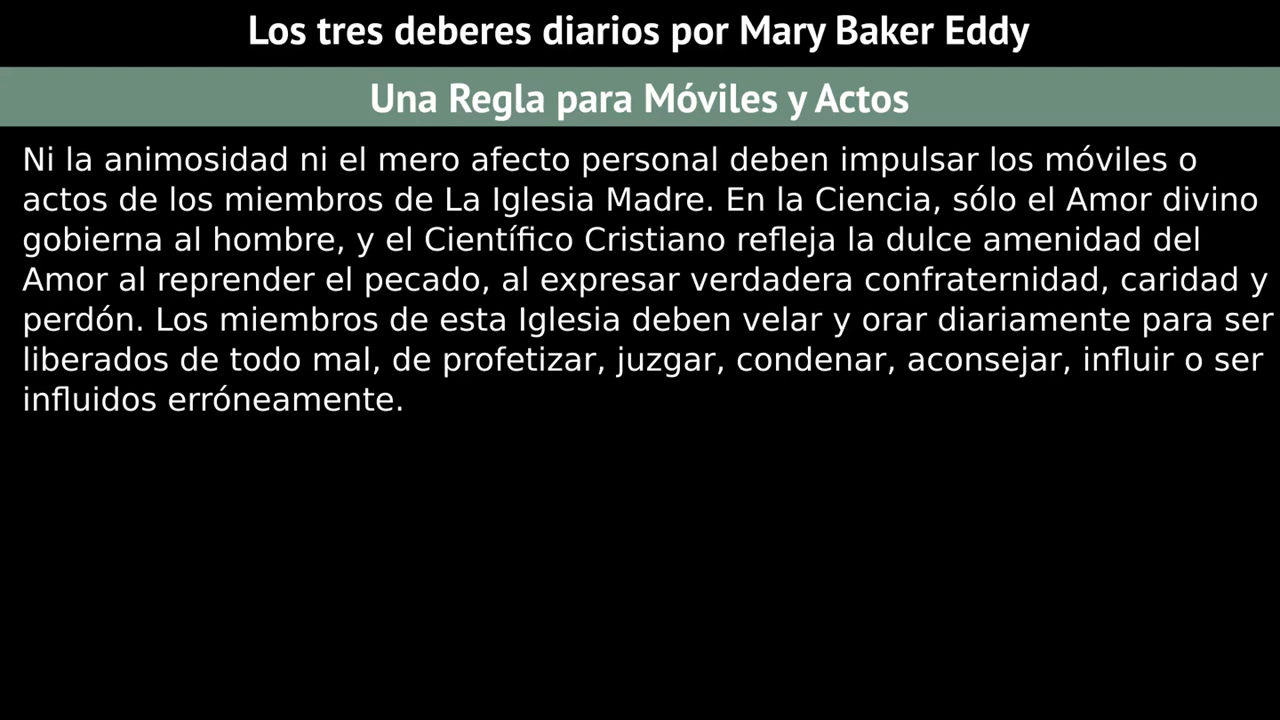 Los tres deberes diarios por Mary Baker Eddy
Una Regla para Móviles y Actos
Ni la animosidad ni el mero afecto personal deben impulsar los móviles o
actos de los miembros de La Iglesia Madre. En la Ciencia, sólo el Amor divino
gobierna al hombre, y el Científico Cristiano refleja la dulce amenidad del
Amor al reprender el pecado, al expresar verdadera confraternidad, caridad y
perdón. Los miembros de esta Iglesia deben velar y orar diariamente para ser
liberados de todo mal, de profetizar, juzgar, condenar, aconsejar, influir o ser
influidos erróneamente.